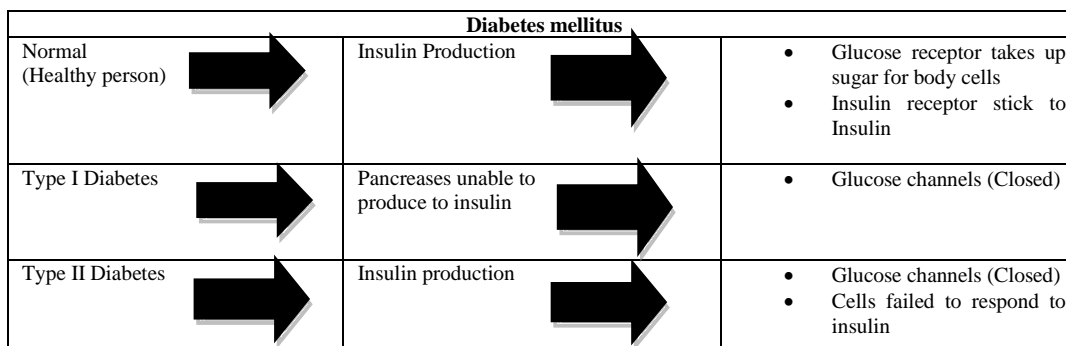 Diabetes mellitus
Normal
(Healthy person)
Insulin Production
• Glucose receptor takes up
sugar for body cells
• Insulin receptor stick to
Insulin
Type I Diabetes
Pancreases unable to
produce to insulin
• Glucose channels (Closed)
Type II Diabetes
Insulin production
• Glucose channels (Closed)
• Cells failed to respond to
insulin